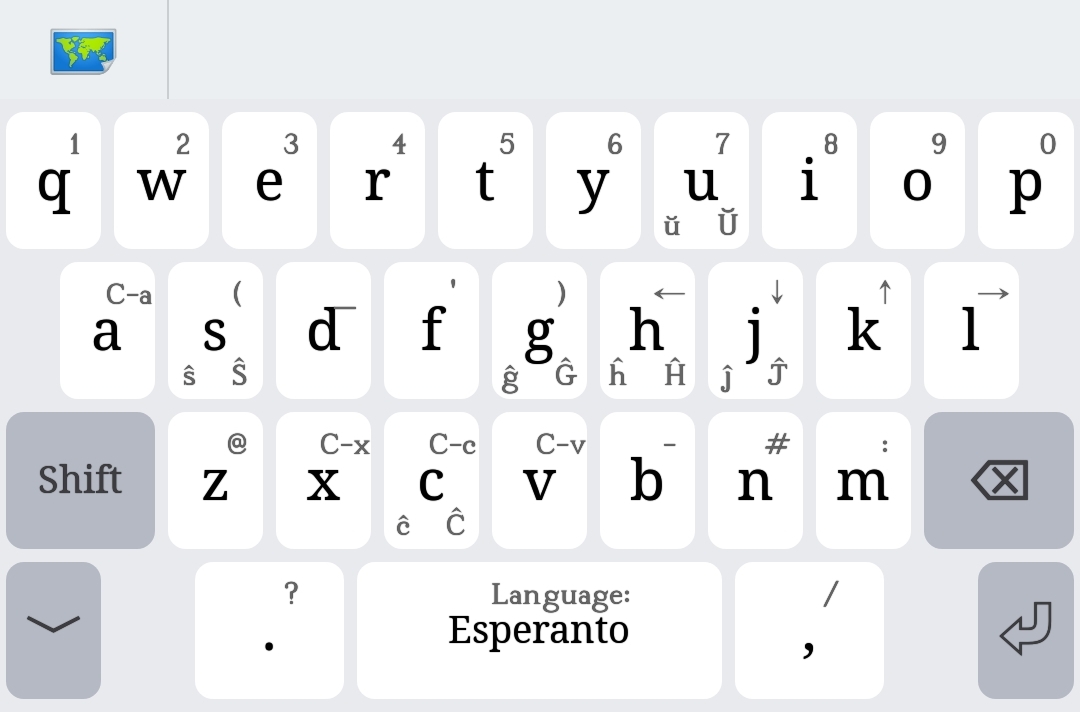 1 2 3 4 5 6 7 8 9 0
q w e r t y u i o p
ŭ Ŭ
C-a ( — ' ) ← ↓ ↑ →
a s d f g h j k l
ŝ Ŝ ĝ Ĝ ĥ Ĥ ĵ Ĵ
@ C-x C-c C-v - # :
Shift z x c v b n m
ĉ Ĉ
? Language: /
. Esperanto ,